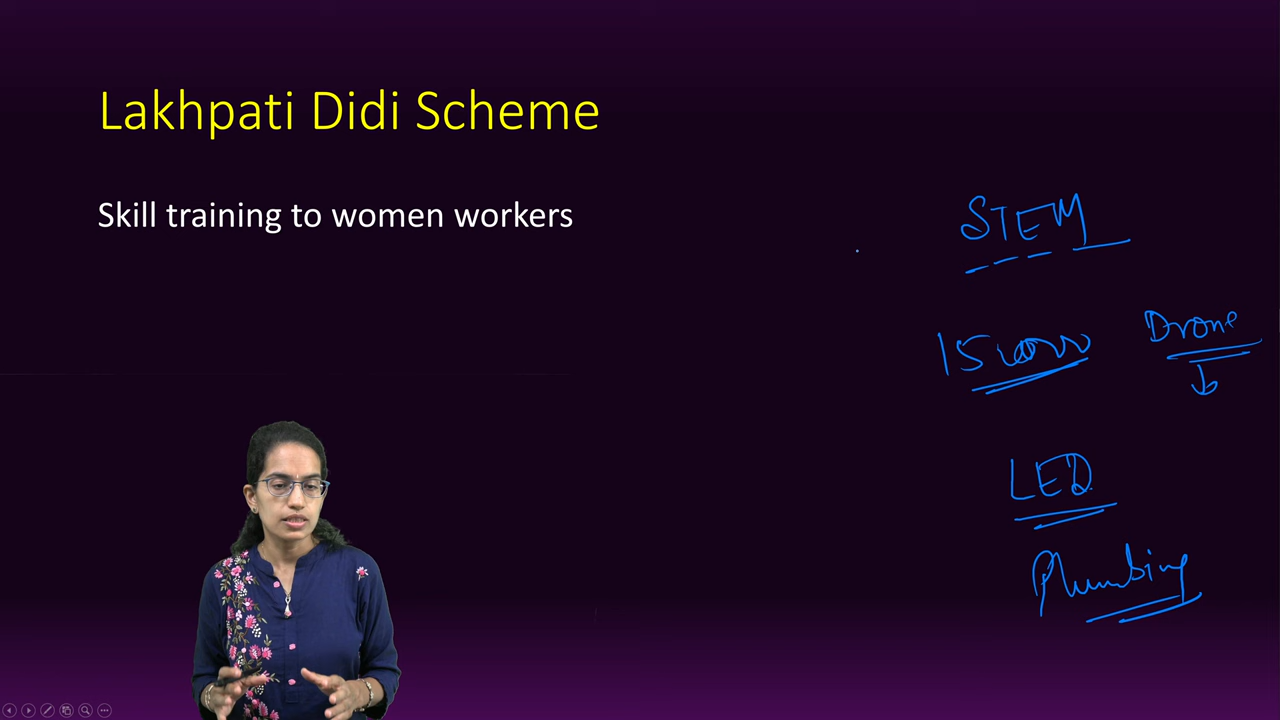 Lakhpati Didi Scheme
Skill training to women workers
STEM
15000
Drone
LED
Plumbing